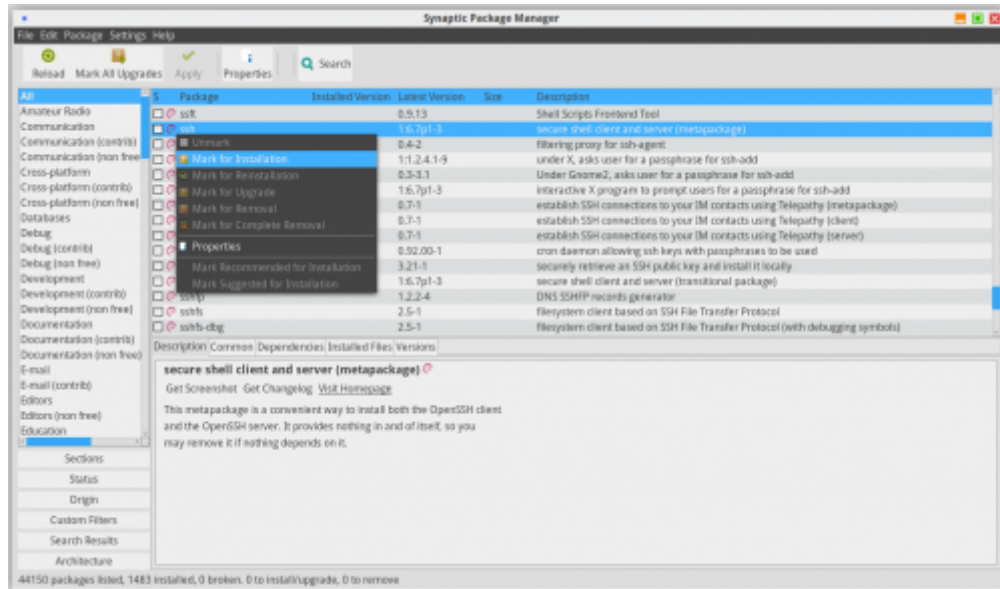 Synaptic Package Manager
File Edit Package Settings Help
Reload Mark All Upgrades Apply Properties Search
All
Amateur Radio
Communication
Communication (contrib)
Communication (non free
Cross-platform
Cross-platform (contrib)
Cross-platform (non free)
Databases
Debug
Debug (contrib)
Debug (non free)
Development
Development (contrib)
Development (non free)
Documentation
Documentation (contrib)
Documentation (non free)
E-mail
E-mail (contrib)
Editors
Editors (non free)
Education
Sections
Status
Origin
Custom Filters
Search Results
Architecture
S Package Installed Version Latest Version Size Description
ssft 0.9.13 Shell Scripts Frontend Tool
ssh 1:6.7p1-3 secure shell client and server (metapackage)
0.4-2 filtering proxy for ssh-agent
1:1.2.4.1-9 under X, asks user for a passphrase for ssh-add
0.3-3.1 Under Gnome2, asks user for a passphrase for ssh-add
1:6.7p1-3 interactive X program to prompt users for a passphrase for ssh-add
0.7-1 establish SSH connections to your IM contacts using Telepathy (metapackage)
0.7-1 establish SSH connections to your IM contacts using Telepathy (client)
0.7-1 establish SSH connections to your IM contacts using Telepathy (server)
0.92.00-1 cron daemon allowing ssh keys with passphrases to be used
3.21-1 securely retrieve an SSH public key and install it locally
1:6.7p1-3 secure shell client and server (transitional package)
sshfp 1.2.2-4 DNS SSHFP records generator
sshfs 2.5-1 filesystem client based on SSH File Transfer Protocol
sshfs-dbg 2.5-1 filesystem client based on SSH File Transfer Protocol (with debugging symbols)
Unmark
Mark for Installation
Mark for Reinstallation
Mark for Upgrade
Mark for Removal
Mark for Complete Removal
Properties
Mark Recommended for Installation
Mark Suggested for Installation
Description Common Dependencies Installed Files Versions
secure shell client and server (metapackage)
Get Screenshot Get Changelog Visit Homepage
This metapackage is a convenient way to install both the OpenSSH client
and the OpenSSH server. It provides nothing in and of itself, so you
may remove it if nothing depends on it.
44150 packages listed, 1483 installed, 0 broken. 0 to install/upgrade, 0 to remove